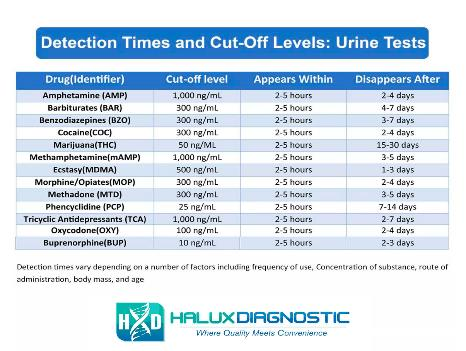 Detection Times and Cut-Off Levels: Urine Tests
Drug(Identifier) Cut-off level Appears Within Disappears After
Amphetamine (AMP) 1,000 ng/mL 2-5 hours 2-4 days
Barbiturates (BAR) 300 ng/mL 2-5 hours 4-7 days
Benzodiazepines (BZO) 300 ng/mL 2-5 hours 3-7 days
Cocaine(COC) 300 ng/mL 2-5 hours 2-4 days
Marijuana(THC) 50 ng/ML 2-5 hours 15-30 days
Methamphetamine(mAMP) 1,000 ng/mL 2-5 hours 3-5 days
Ecstasy(MDMA) 500 ng/mL 2-5 hours 1-3 days
Morphine/Opiates(MOP) 300 ng/mL 2-5 hours 2-4 days
Methadone (MTD) 300 ng/mL 2-5 hours 3-5 days
Phencyclidine (PCP) 25 ng/mL 2-5 hours 7-14 days
Tricyclic Antidepressants (TCA) 1,000 ng/mL 2-5 hours 2-7 days
Oxycodone(OXY) 100 ng/mL 2-5 hours 2-4 days
Buprenorphine(BUP) 10 ng/mL 2-5 hours 2-3 days
Detection times vary depending on a number of factors including frequency of use, Concentration of substance, route of
administration, body mass, and age
HXD HALUXDIAGNOSTIC
Where Quality Meets Convenience